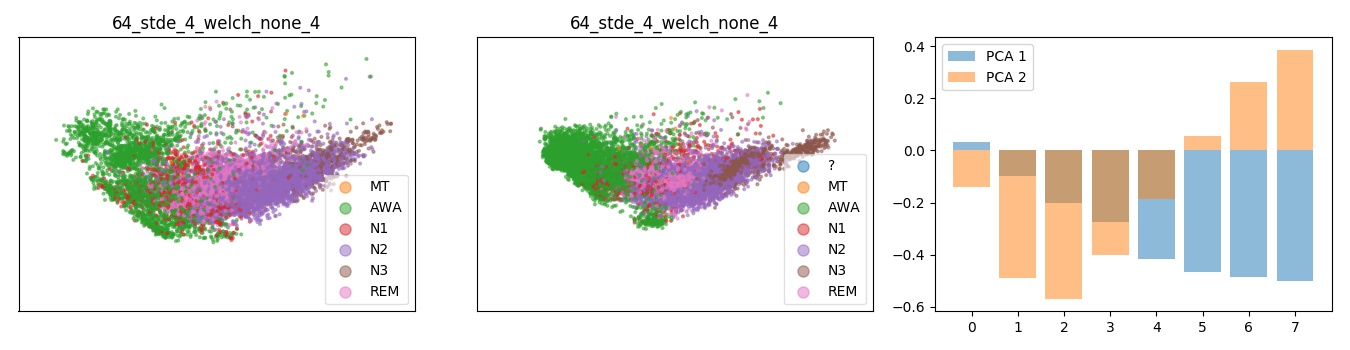 64_stde_4_welch_none_4
MT
AWA
N1
N2
N3
REM
64_stde_4_welch_none_4
?
MT
AWA
N1
N2
N3
REM
PCA 1
PCA 2
0.4
0.2
0.0
−0.2
−0.4
−0.6
0 1 2 3 4 5 6 7